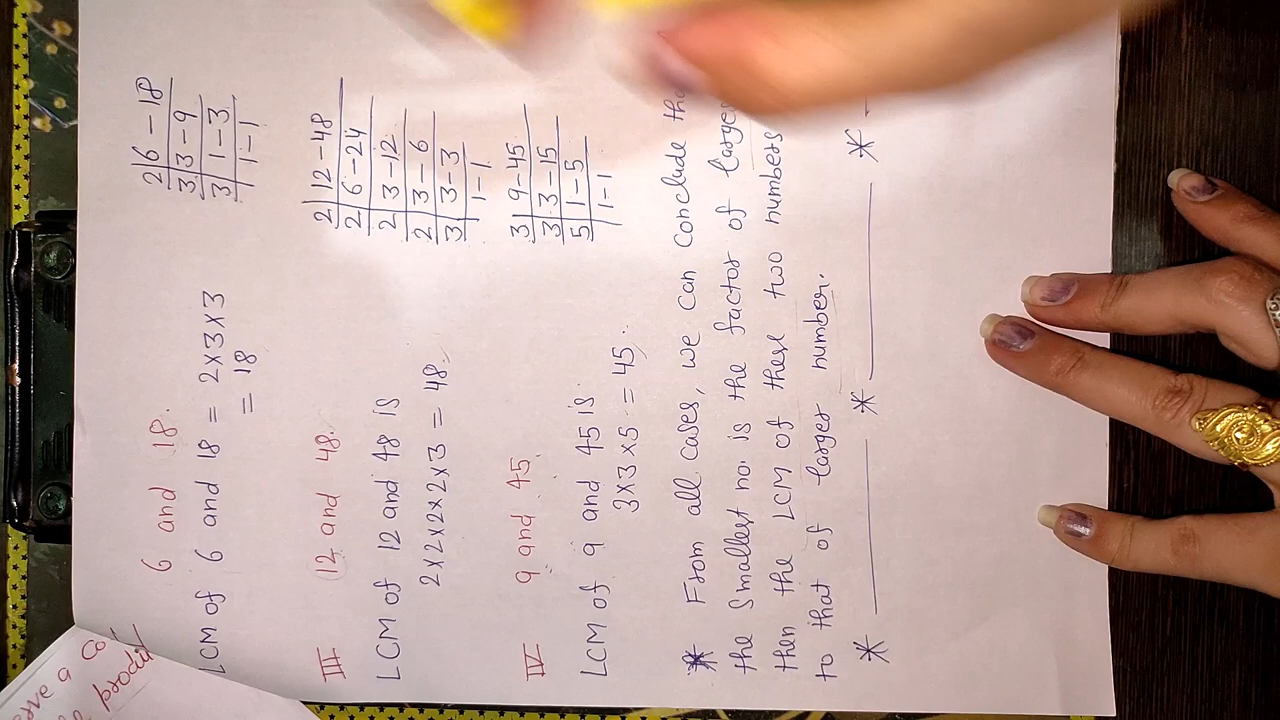 6 and 18.
LCM of 6 and 18 = 2×3×3
= 18
2 | 6 – 18
3 | 3 – 9
3 | 1 – 3
1 – 1
III 12 and 48.
LCM of 12 and 48 is
2×2×2×2×3 = 48.
2 | 12 – 48
2 | 6 – 24
2 | 3 – 12
2 | 3 – 6
3 | 3 – 3
1 – 1
IV 9 and 45
LCM of 9 and 45 is
3×3×5 = 45.
3 | 9 – 45
3 | 3 – 15
5 | 1 – 5
1 – 1
* From all cases, we can Conclude
the Smallest no. is the factor of
then the LCM of these two numbers
to that of larger number.
* * *
a Co